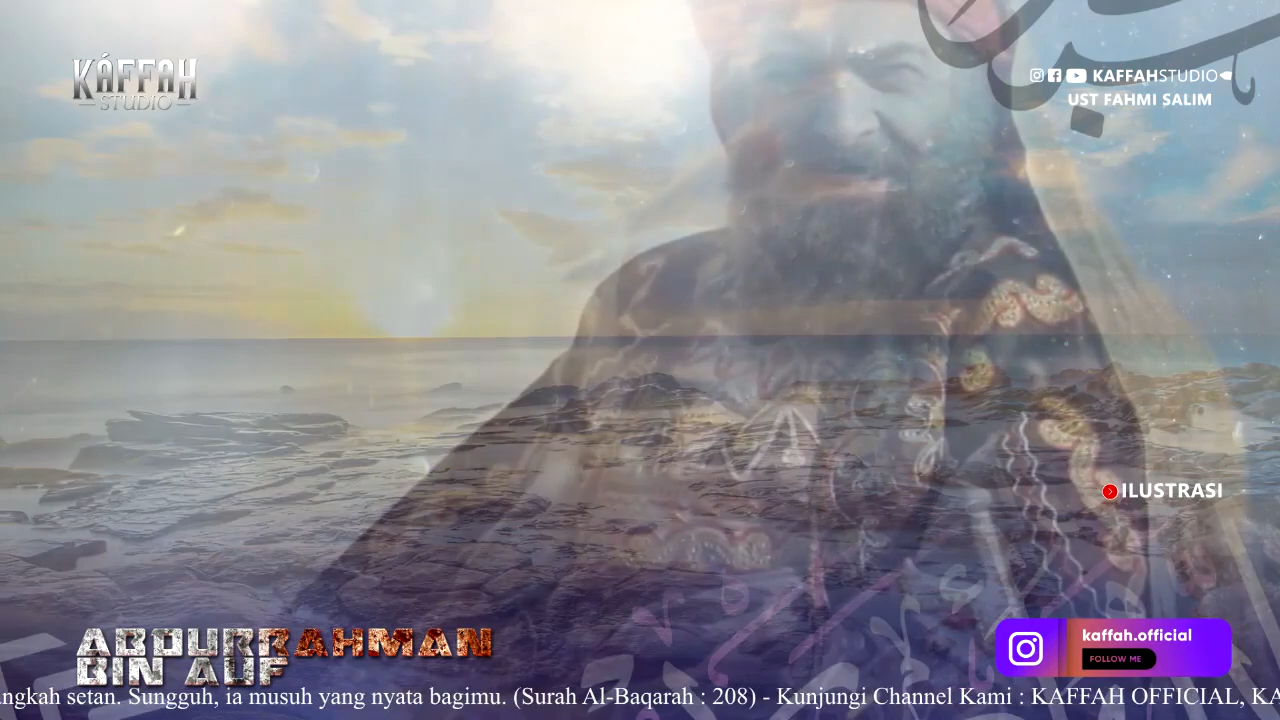 KÁFFAH
STUDIO
KAFFAHSTUDIO
UST FAHMI SALIM
ILUSTRASI
kaffah.official
FOLLOW ME
ABDURRAHMAN
BIN AUF
ngkah setan. Sungguh, ia musuh yang nyata bagimu. (Surah Al-Baqarah : 208) - Kunjungi Channel Kami : KAFFAH OFFICIAL, KA